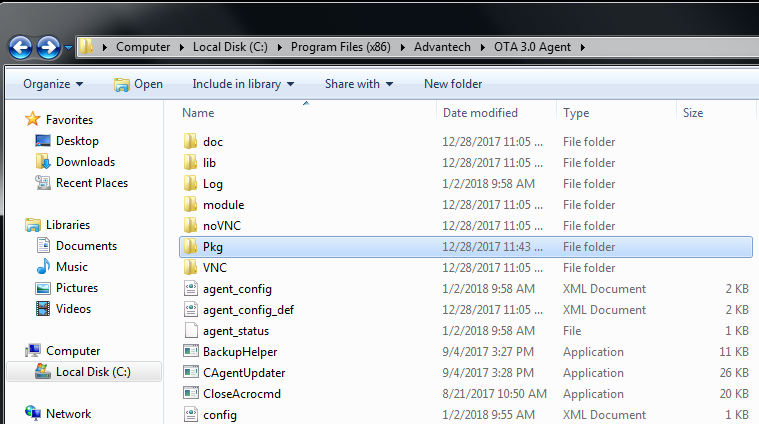 Computer Local Disk (C:) Program Files (x86) Advantech OTA 3.0 Agent
Organize Open Include in library Share with New folder
Favorites
Desktop
Downloads
Recent Places
Libraries
Documents
Music
Pictures
Videos
Computer
Local Disk (C:)
Network
Name Date modified Type Size
doc 12/28/2017 11:05 ... File folder
lib 12/28/2017 11:05 ... File folder
Log 1/2/2018 9:58 AM File folder
module 12/28/2017 11:05 ... File folder
noVNC 12/28/2017 11:05 ... File folder
Pkg 12/28/2017 11:43 ... File folder
VNC 12/28/2017 11:05 ... File folder
agent_config 1/2/2018 9:58 AM XML Document 2 KB
agent_config_def 12/28/2017 11:05 ... XML Document 2 KB
agent_status 1/2/2018 9:58 AM File 1 KB
BackupHelper 9/4/2017 3:27 PM Application 11 KB
CAgentUpdater 9/4/2017 3:28 PM Application 26 KB
CloseAcrocmd 8/21/2017 10:50 AM Application 20 KB
config 1/2/2018 9:55 AM XML Document 1 KB